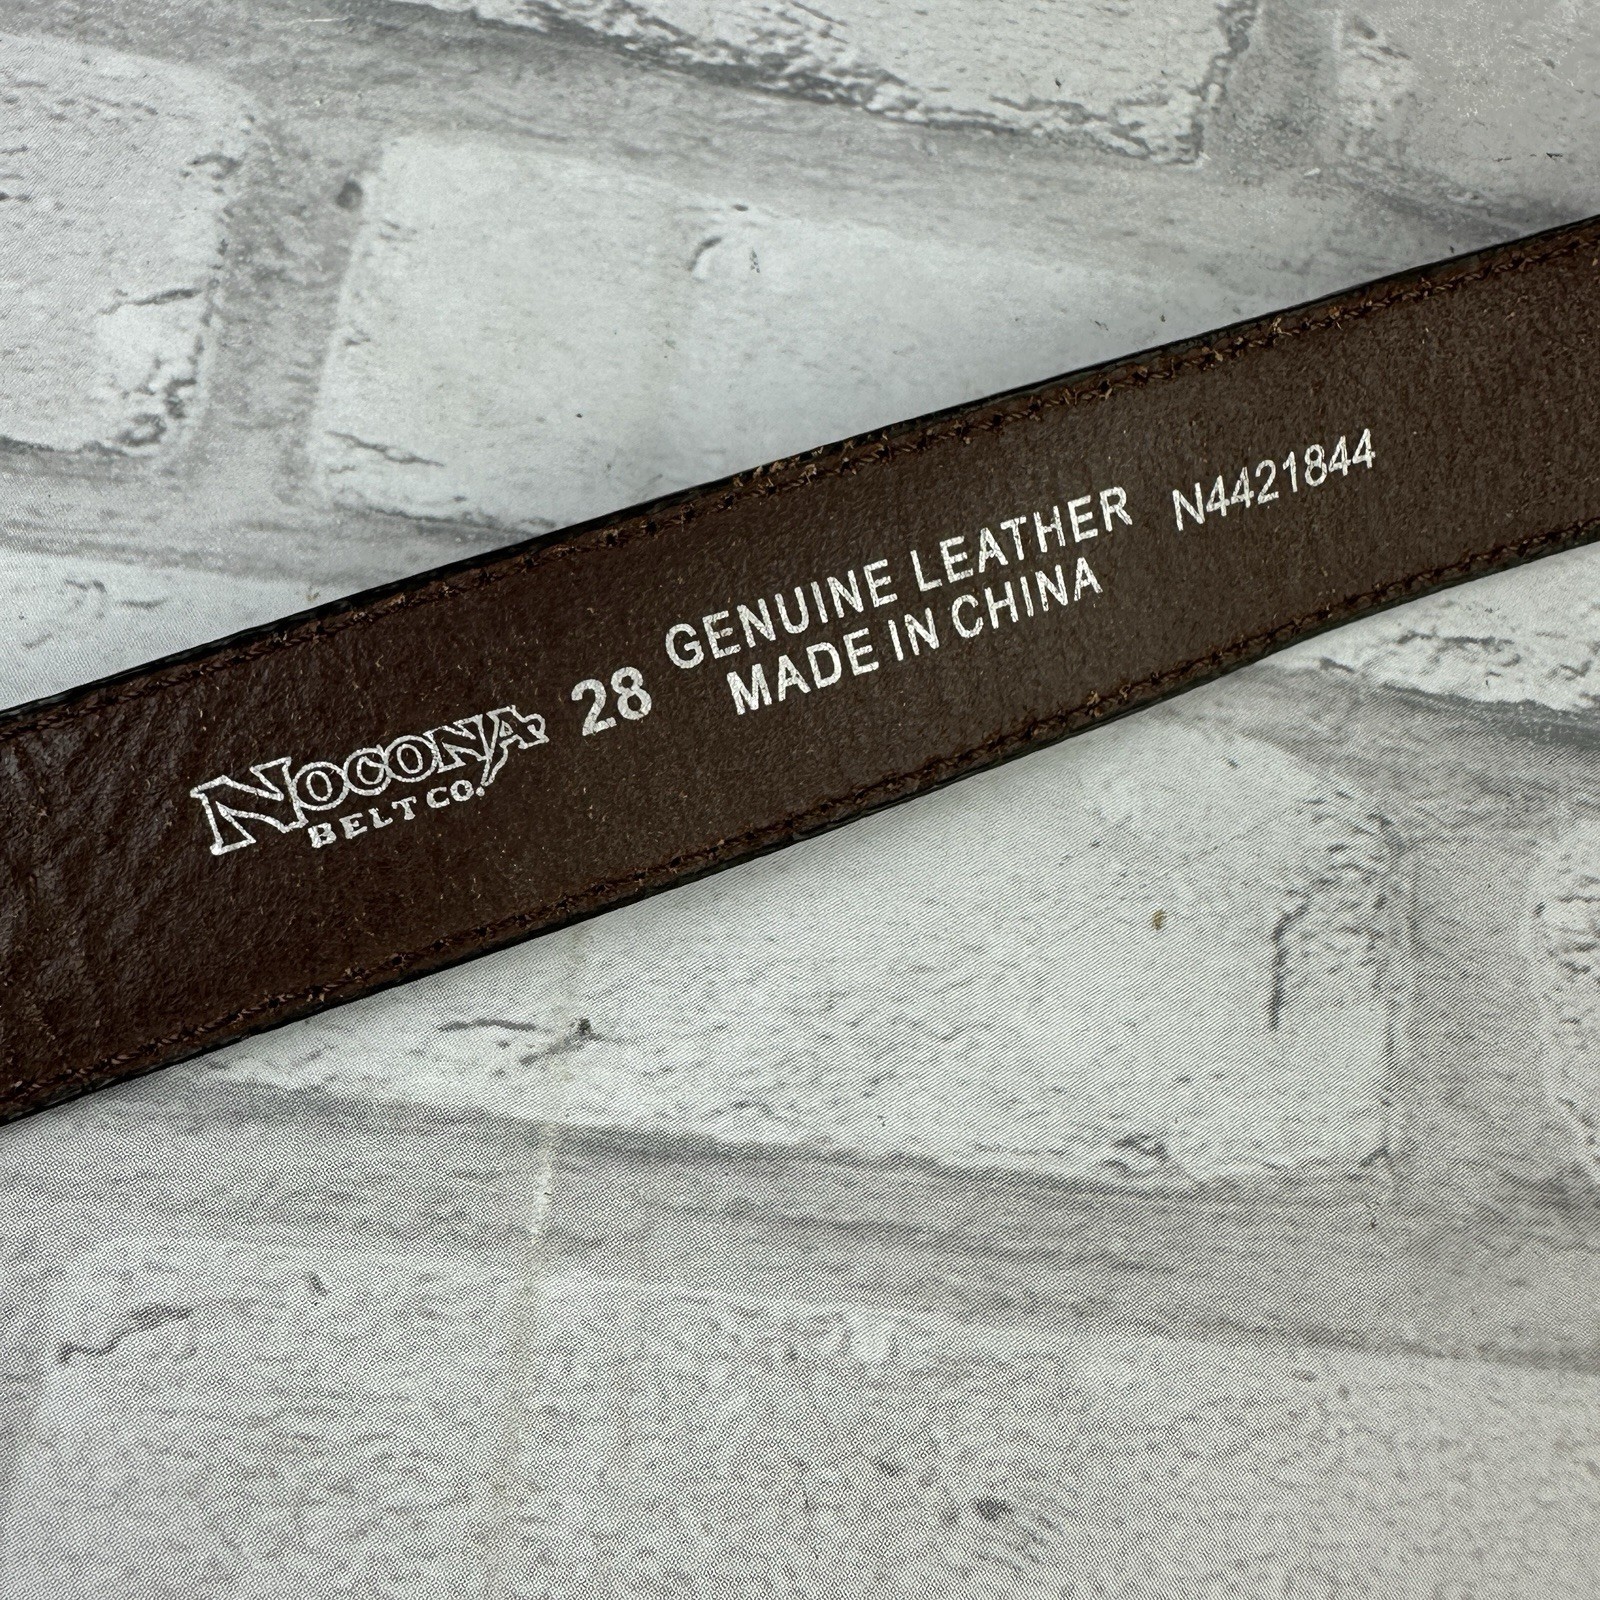 NOCONA
BELT CO.
28
GENUINE LEATHER
MADE IN CHINA
N4421844